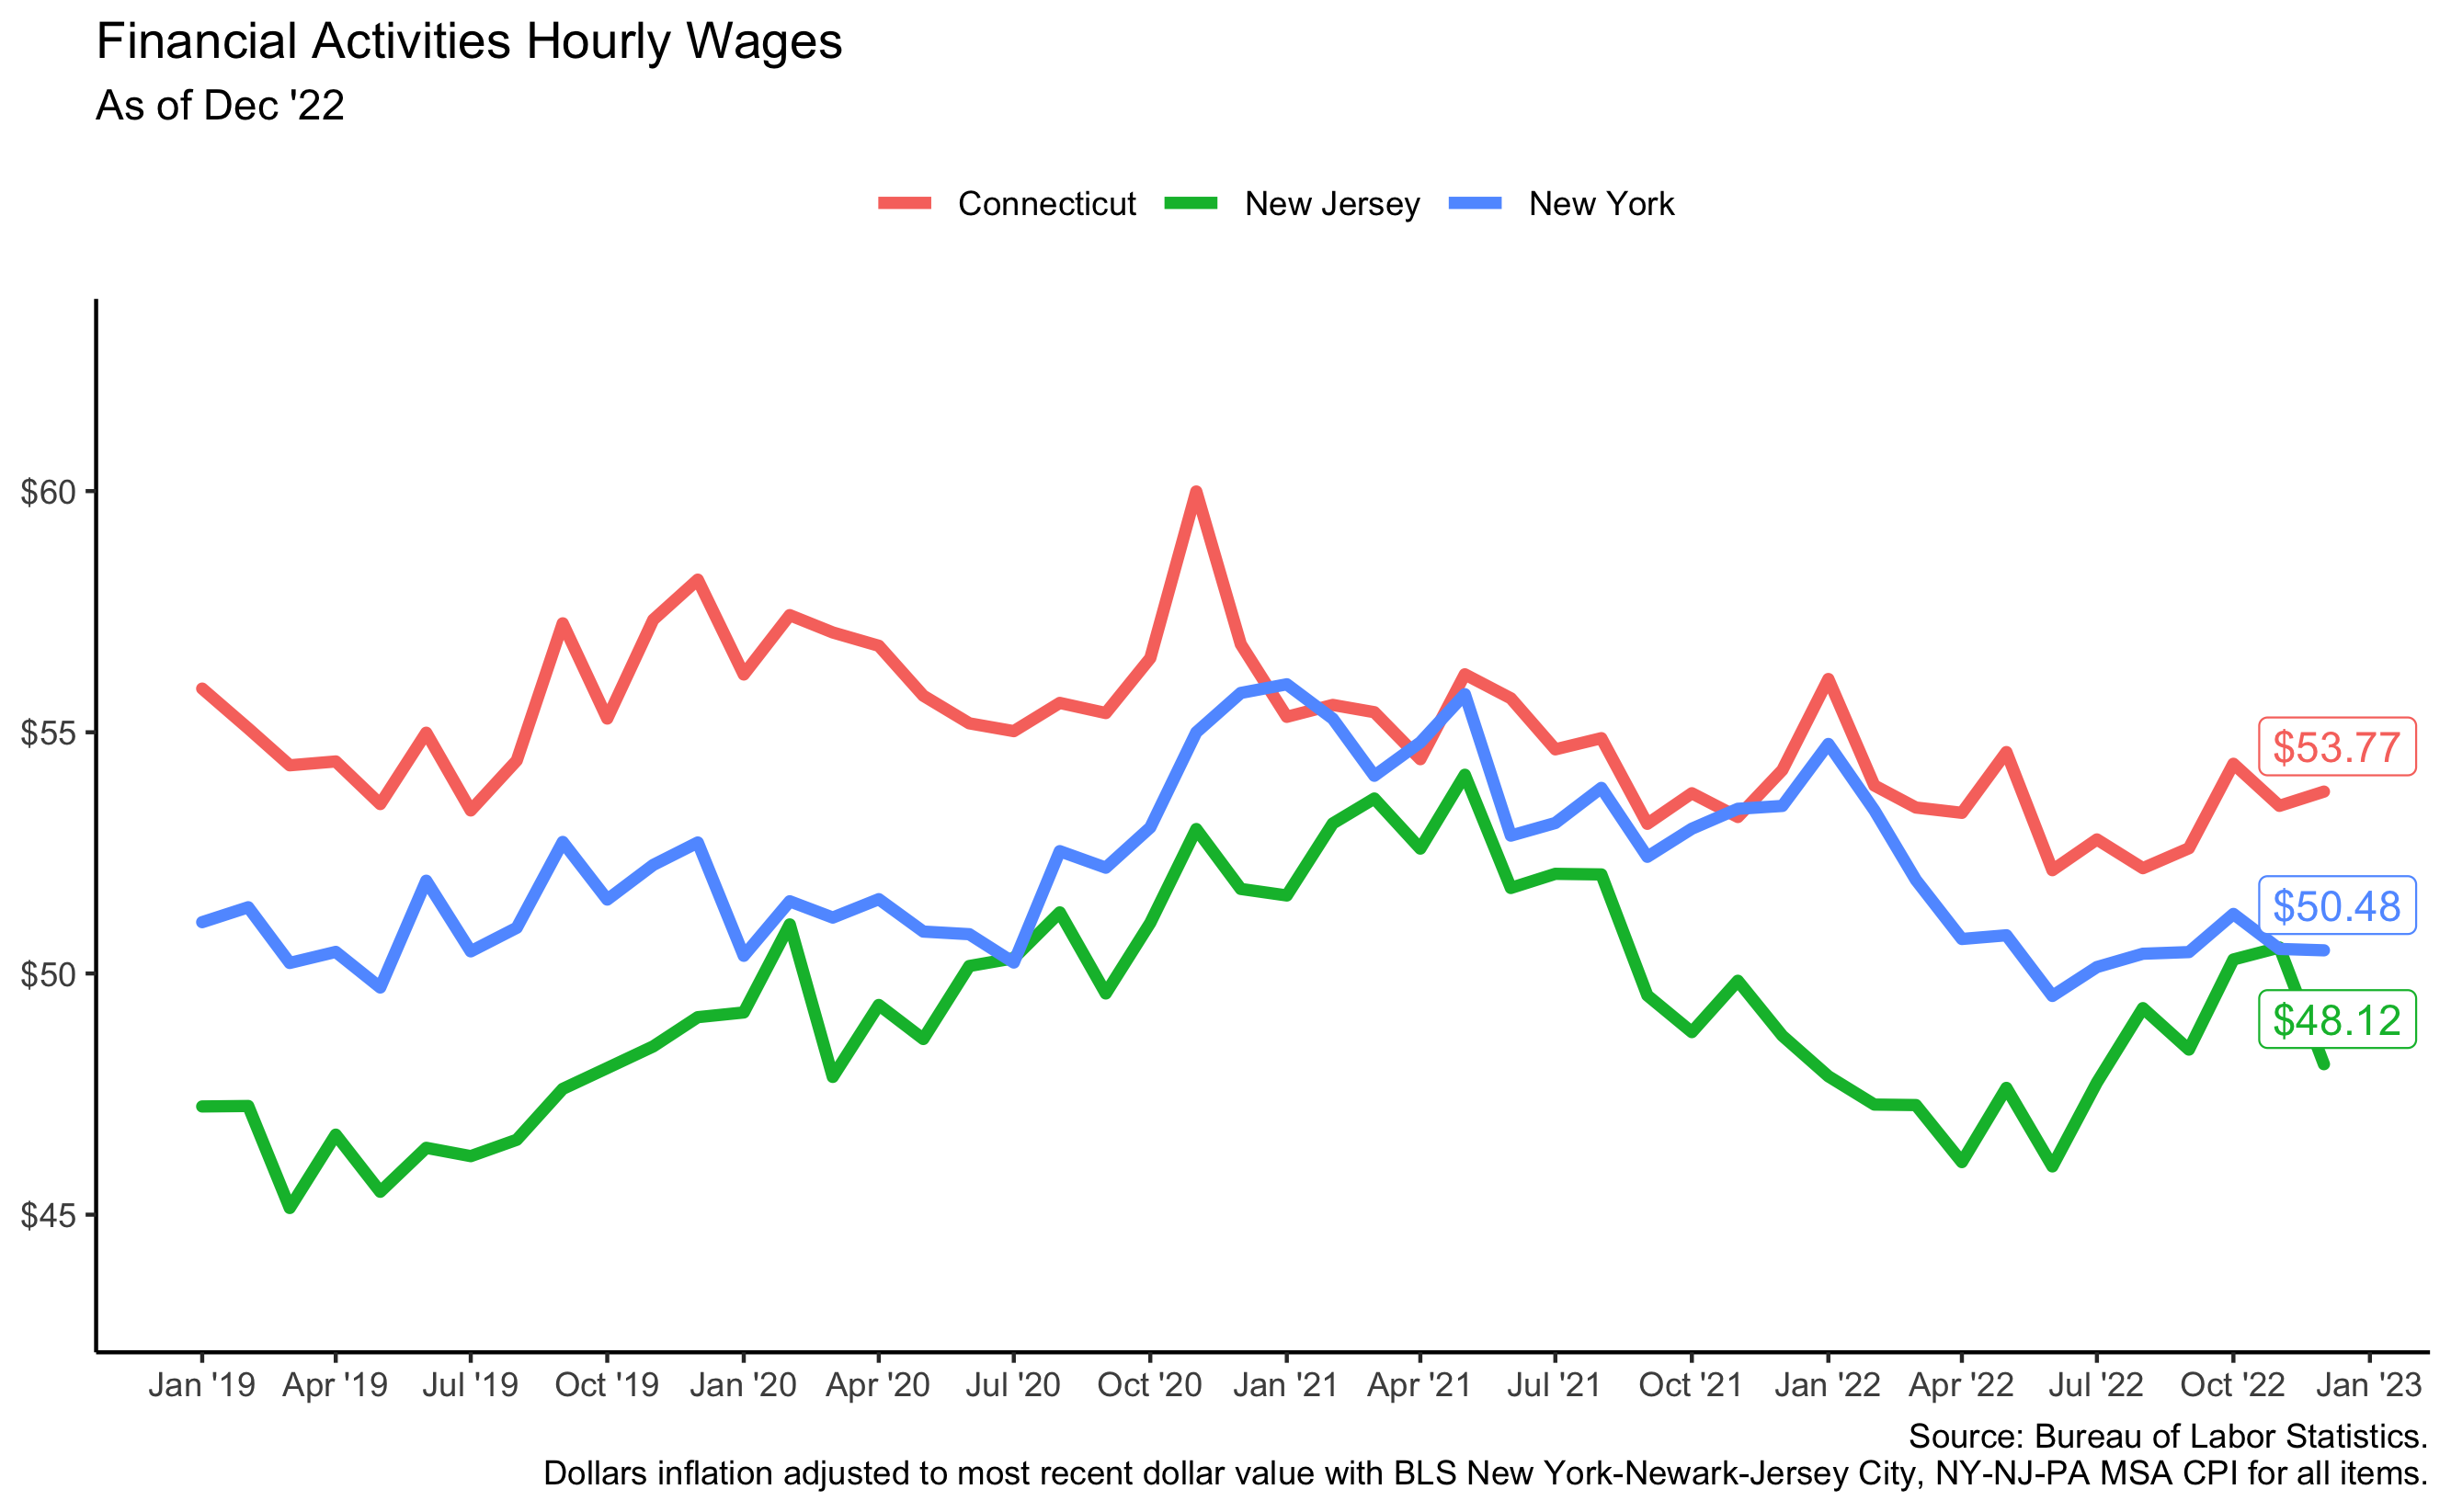 Financial Activities Hourly Wages
As of Dec '22
Connecticut New Jersey New York
$60
$55
$50
$45
$53.77
$50.48
$48.12
Jan '19 Apr '19 Jul '19 Oct '19 Jan '20 Apr '20 Jul '20 Oct '20 Jan '21 Apr '21 Jul '21 Oct '21 Jan '22 Apr '22 Jul '22 Oct '22 Jan '23
Source: Bureau of Labor Statistics.
Dollars inflation adjusted to most recent dollar value with BLS New York-Newark-Jersey City, NY-NJ-PA MSA CPI for all items.